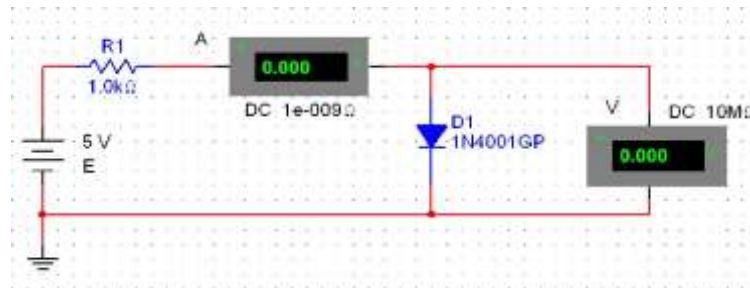 R1
1.0kΩ
A
0.000
DC 1e-009Ω
5 V
E
D1
1N4001GP
V
DC 10MΩ
0.000